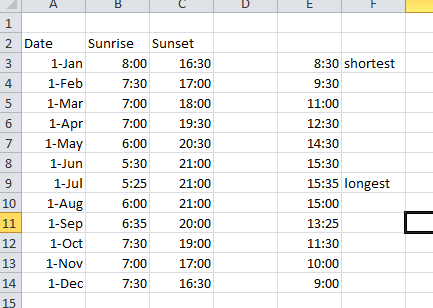 A B C D E F
1
2 Date Sunrise Sunset
3 1-Jan 8:00 16:30 8:30 shortest
4 1-Feb 7:30 17:00 9:30
5 1-Mar 7:00 18:00 11:00
6 1-Apr 7:00 19:30 12:30
7 1-May 6:00 20:30 14:30
8 1-Jun 5:30 21:00 15:30
9 1-Jul 5:25 21:00 15:35 longest
10 1-Aug 6:00 21:00 15:00
11 1-Sep 6:35 20:00 13:25
12 1-Oct 7:30 19:00 11:30
13 1-Nov 7:00 17:00 10:00
14 1-Dec 7:30 16:30 9:00
15